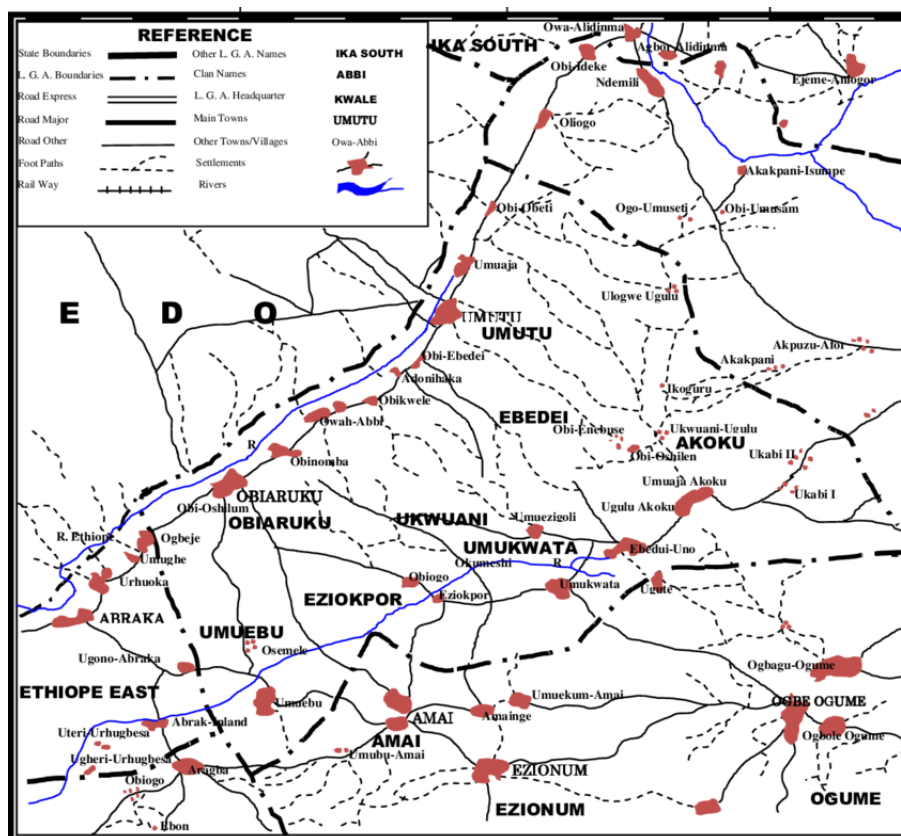 REFERENCE
State Boundaries
Other L. G. A. Names
IKA SOUTH
L. G. A. Boundaries
Clan Names
ABBI
Road Express
L. G. A. Headquarter
KWALE
Road Major
Main Towns
UMUTU
Road Other
Other Towns/Villages
Owa-Abbi
Foot Paths
Settlements
Rail Way
Rivers
Owa-Alidinma
IKA SOUTH
Agbor Alidinma
Obi-Ideke
Ndemili
Ejeme-Aniogor
Oliogo
Akakpani-Isumpe
Obi-Obeti
Ogo-Umuseti
Obi-Umusam
Umuaja
Ulogwe Ugulu
E D O
UMUTU
UMUTU
Akpuzu-Afor
Obi-Ebedei
Akakpani
Adonihaka
Ikoguru
Obikwele
Owah-Abbi
EBEDEI
Obi-Enebuse
Ukwuani-Ugulu
AKOKU
R
Obinomba
Obi-Oshilen
Ukabi II
Umuaja Akoku
Ukabi I
OBIARUKU
Obi-Oshilum
Ugulu Akoku
OBIARUKU
UKWUANI
Umuezigoli
R. Ethiope
Ogbeje
UMUKWATA
Ebedui-Uno
Umughe
Okumeshi
R
Urhuoka
Obiogo
Umukwata
Ugute
EZIOKPOR
Eziokpor
ABRAKA
UMUEBU
Osemele
Ugono-Abraka
Ogbagu-Ogume
ETHIOPE EAST
Umuebu
Umuekum-Amai
OGBE OGUME
Abrak-Inland
AMAI
Amainge
Uteri-Urhugbesa
AMAI
Ogbole Ogume
Umubu-Amai
Ugheri-Urhugbesa
Aragba
EZIONUM
Obiogo
OGUME
EZIONUM
Ebon